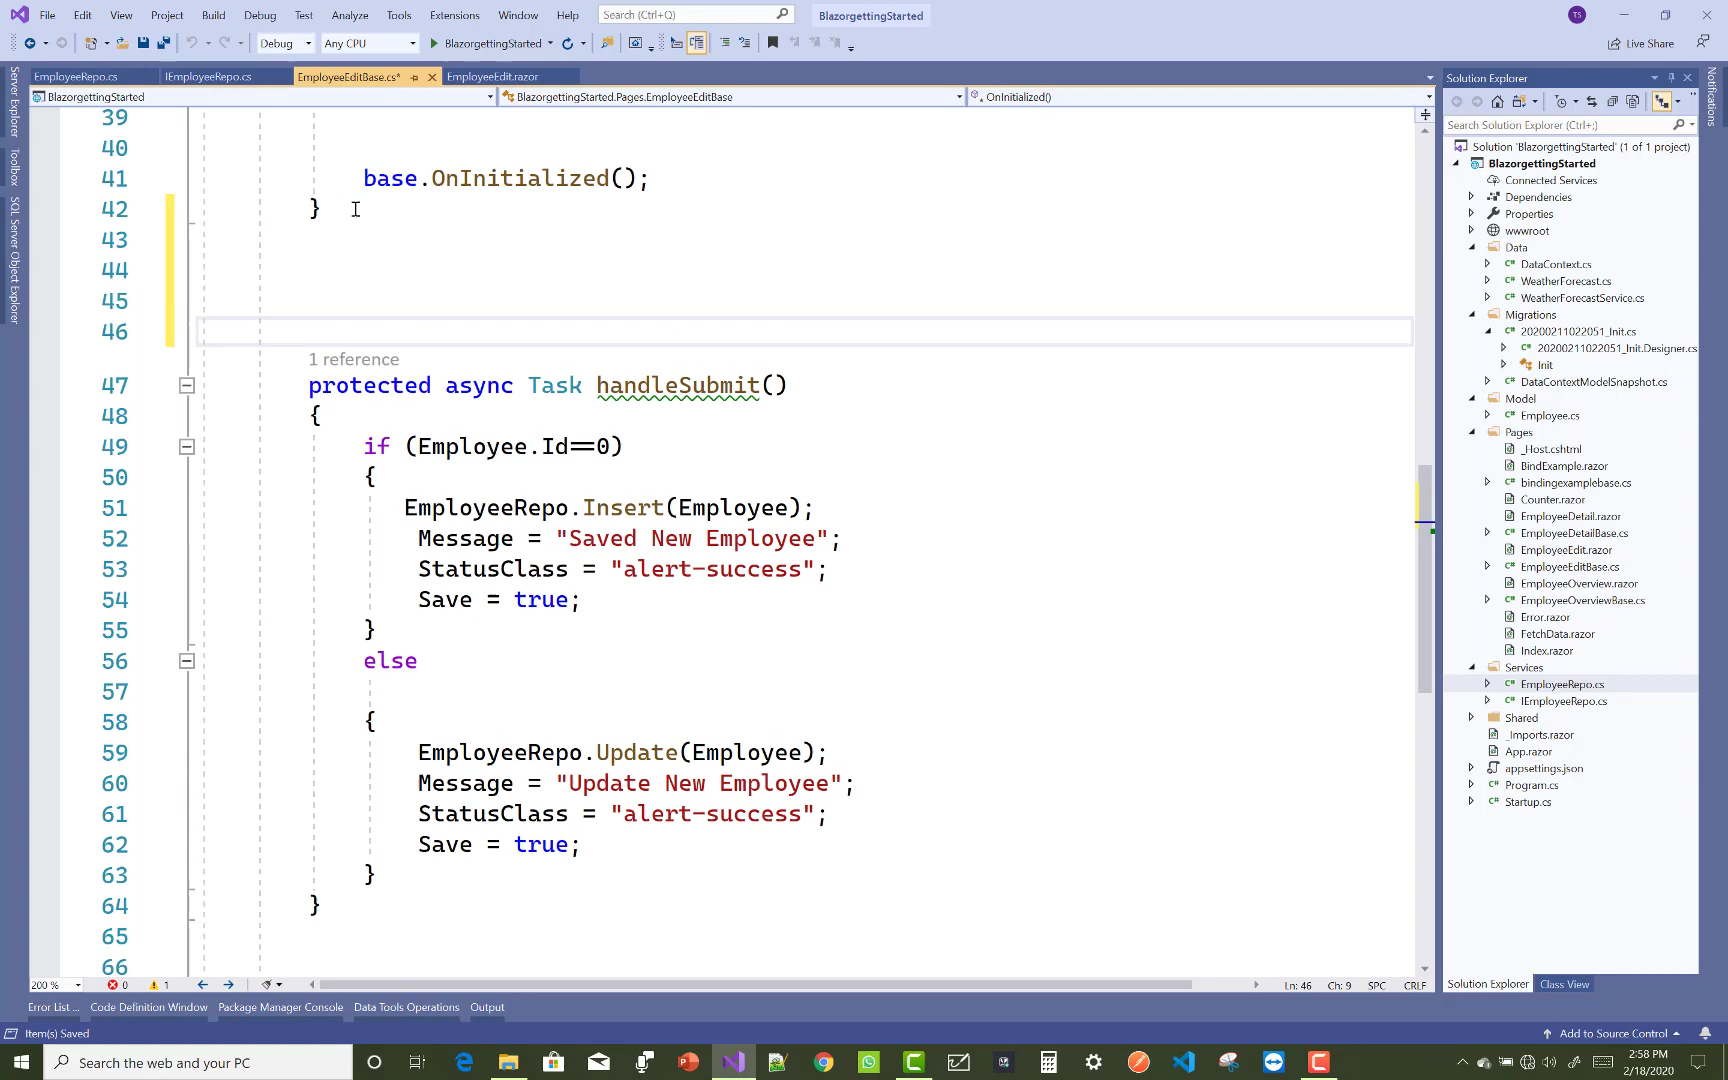 File Edit View Project Build Debug Test Analyze Tools Extensions Window Help Search (Ctrl+Q) BlazorgettingStarted TS
Debug Any CPU BlazorgettingStarted Live Share
EmployeeRepo.cs IEmployeeRepo.cs EmployeeEditBase.cs* EmployeeEdit.razor
BlazorgettingStarted BlazorgettingStarted.Pages.EmployeeEditBase OnInitialized()
Server Explorer
Toolbox
SQL Server Object Explorer
39
40
41 base.OnInitialized();
42 }
43
44
45
46
1 reference
47 protected async Task handleSubmit()
48 {
49 if (Employee.Id==0)
50 {
51 EmployeeRepo.Insert(Employee);
52 Message = "Saved New Employee";
53 StatusClass = "alert-success";
54 Save = true;
55 }
56 else
57
58 {
59 EmployeeRepo.Update(Employee);
60 Message = "Update New Employee";
61 StatusClass = "alert-success";
62 Save = true;
63 }
64 }
65
66
200 % 0 1 Ln: 46 Ch: 9 SPC CRLF
Solution Explorer
Search Solution Explorer (Ctrl+;)
Solution 'BlazorgettingStarted' (1 of 1 project)
BlazorgettingStarted
Connected Services
Dependencies
Properties
wwwroot
Data
C# DataContext.cs
C# WeatherForecast.cs
C# WeatherForecastService.cs
Migrations
C# 20200211022051_Init.cs
C# 20200211022051_Init.Designer.cs
Init
C# DataContextModelSnapshot.cs
Model
C# Employee.cs
Pages
_Host.cshtml
BindExample.razor
C# bindingexamplebase.cs
Counter.razor
EmployeeDetail.razor
C# EmployeeDetailBase.cs
EmployeeEdit.razor
C# EmployeeEditBase.cs
EmployeeOverview.razor
C# EmployeeOverviewBase.cs
Error.razor
FetchData.razor
Index.razor
Services
C# EmployeeRepo.cs
C# IEmployeeRepo.cs
Shared
_Imports.razor
App.razor
appsettings.json
C# Program.cs
C# Startup.cs
Solution Explorer Class View
Notifications
Error List ... Code Definition Window Package Manager Console Data Tools Operations Output
Item(s) Saved Add to Source Control
Search the web and your PC
2:58 PM
2/18/2020